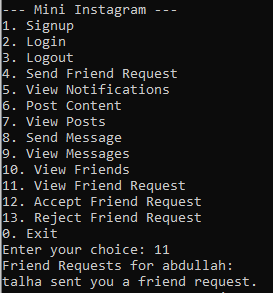 --- Mini Instagram ---
1. Signup
2. Login
3. Logout
4. Send Friend Request
5. View Notifications
6. Post Content
7. View Posts
8. Send Message
9. View Messages
10. View Friends
11. View Friend Request
12. Accept Friend Request
13. Reject Friend Request
0. Exit
Enter your choice: 11
Friend Requests for abdullah:
talha sent you a friend request.